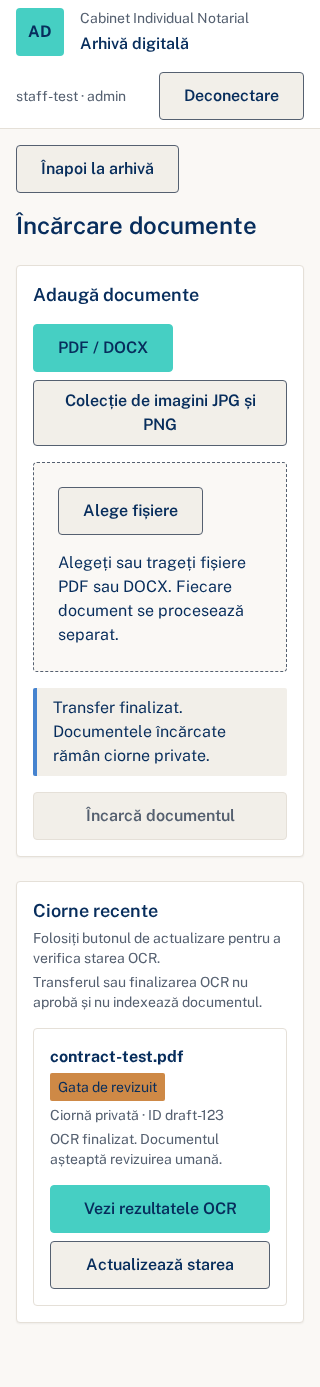 AD
Cabinet Individual Notarial
Arhivă digitală
staff-test · admin
Deconectare
Înapoi la arhivă
Încărcare documente
Adaugă documente
PDF / DOCX
Colecție de imagini JPG și
PNG
Alege fișiere
Alegeți sau trageți fișiere
PDF sau DOCX. Fiecare
document se procesează
separat.
Transfer finalizat.
Documentele încărcate
rămân ciorne private.
Încarcă documentul
Ciorne recente
Folosiți butonul de actualizare pentru a
verifica starea OCR.
Transferul sau finalizarea OCR nu
aprobă și nu indexează documentul.
contract-test.pdf
Gata de revizuit
Ciornă privată · ID draft-123
OCR finalizat. Documentul
așteaptă revizuirea umană.
Vezi rezultatele OCR
Actualizează starea